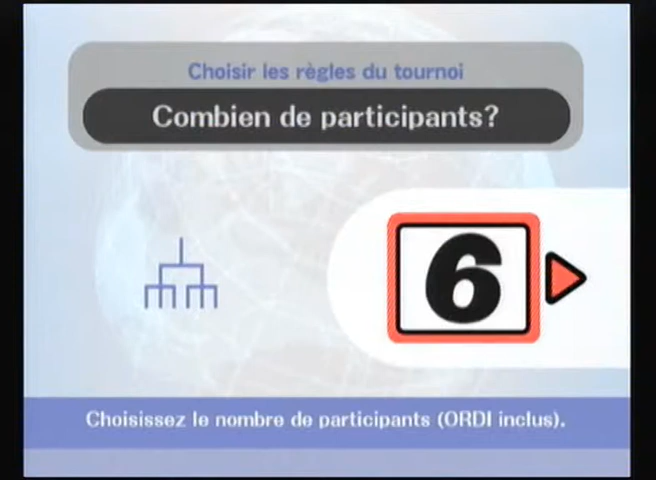 Choisir les règles du tournoi
Combien de participants?
6
Choisissez le nombre de participants (ORDI inclus).